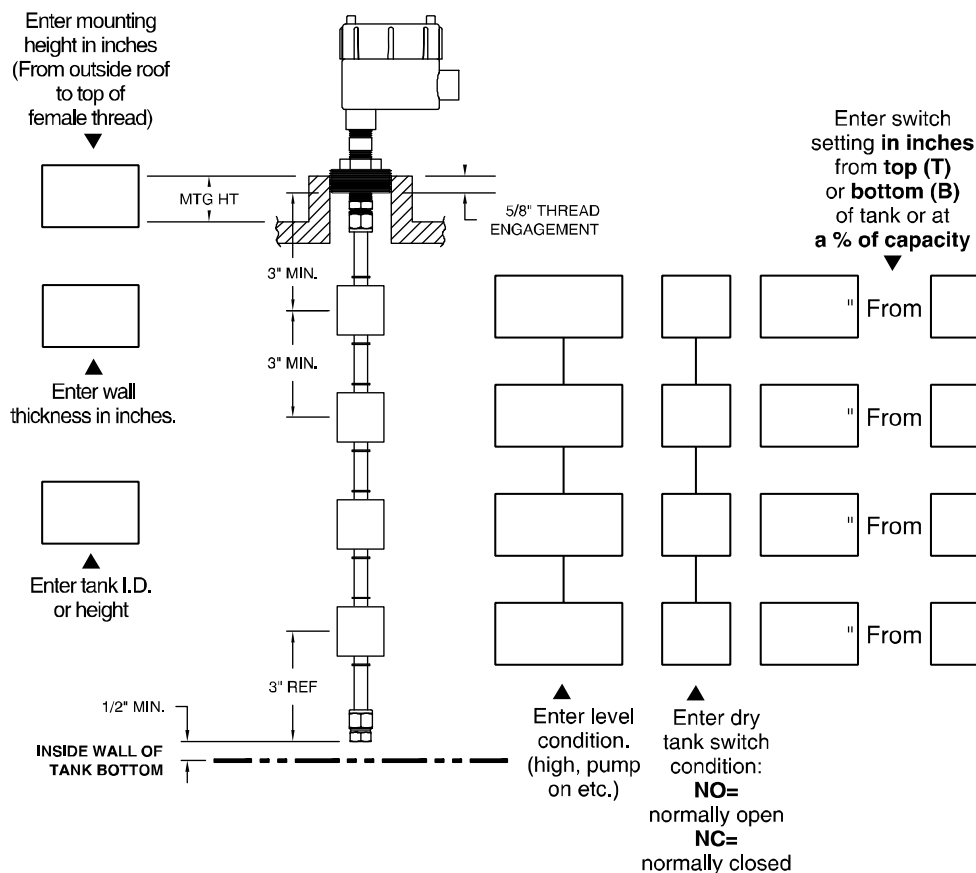 Enter mounting
height in inches
(From outside roof
to top of
female thread)
MTG HT
5/8" THREAD
ENGAGEMENT
Enter switch
setting in inches
from top (T)
or bottom (B)
of tank or at
a % of capacity
3" MIN.
" From
Enter wall
thickness in inches.
3" MIN.
" From
" From
Enter tank I.D.
or height
" From
3" REF
1/2" MIN.
INSIDE WALL OF
TANK BOTTOM
Enter level
condition.
(high, pump
on etc.)
Enter dry
tank switch
condition:
NO=
normally open
NC=
normally closed